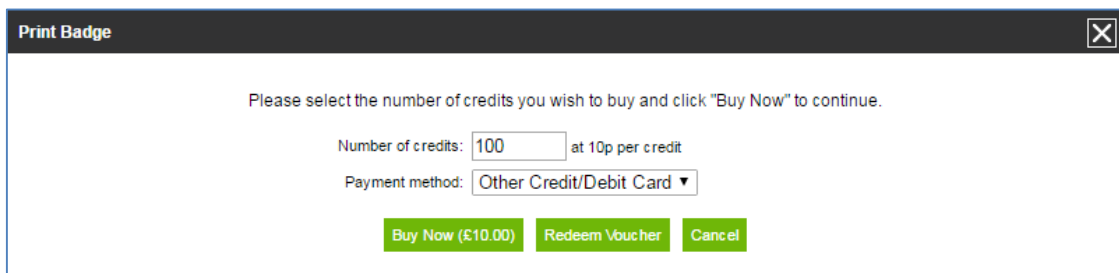 Print Badge
Please select the number of credits you wish to buy and click "Buy Now" to continue.
Number of credits: 100 at 10p per credit
Payment method: Other Credit/Debit Card
Buy Now (£10.00) Redeem Voucher Cancel